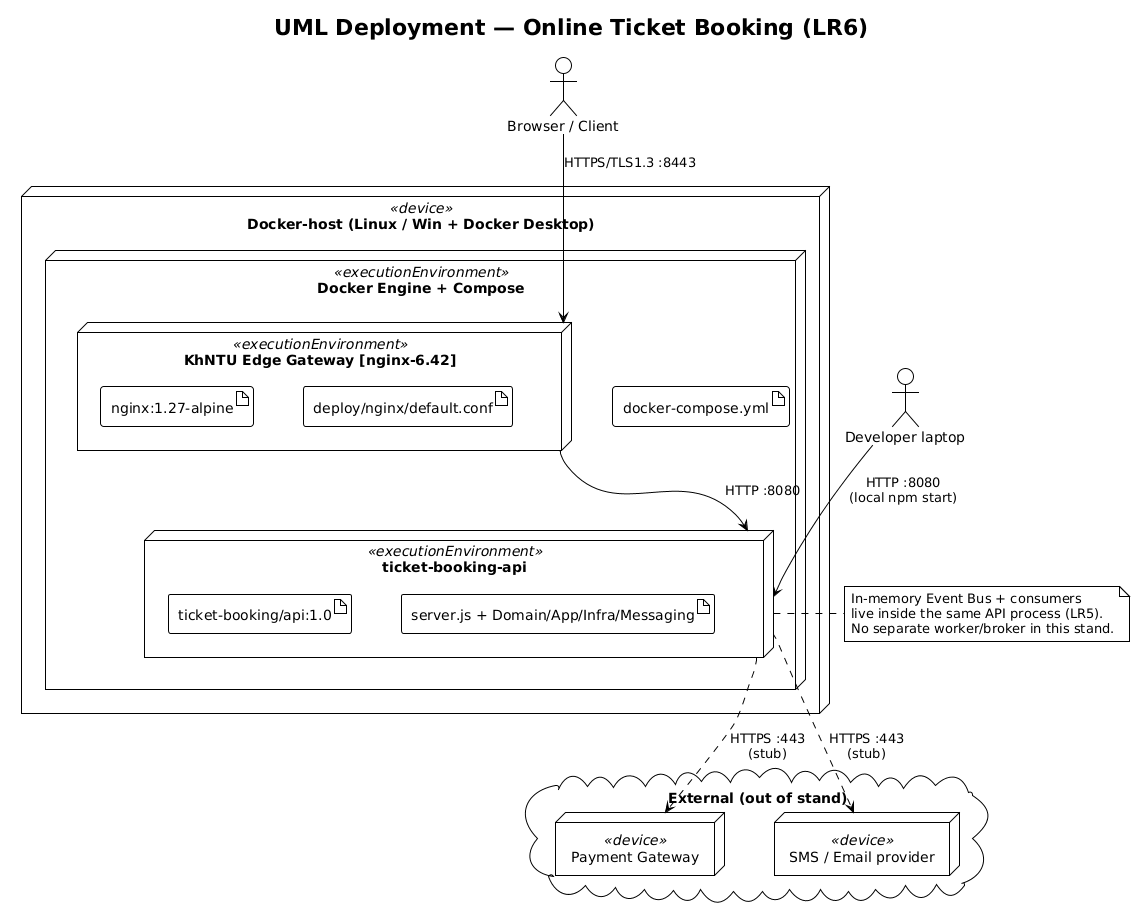 UML Deployment — Online Ticket Booking (LR6)
Browser / Client
HTTPS/TLS1.3 :8443
«device»
Docker-host (Linux / Win + Docker Desktop)
«executionEnvironment»
Docker Engine + Compose
«executionEnvironment»
KhNTU Edge Gateway [nginx-6.42]
nginx:1.27-alpine
deploy/nginx/default.conf
docker-compose.yml
Developer laptop
HTTP :8080
(local npm start)
HTTP :8080
«executionEnvironment»
ticket-booking-api
ticket-booking/api:1.0
server.js + Domain/App/Infra/Messaging
In-memory Event Bus + consumers
live inside the same API process (LR5).
No separate worker/broker in this stand.
HTTPS :443
(stub)
HTTPS :443
(stub)
External (out of stand)
«device»
Payment Gateway
«device»
SMS / Email provider